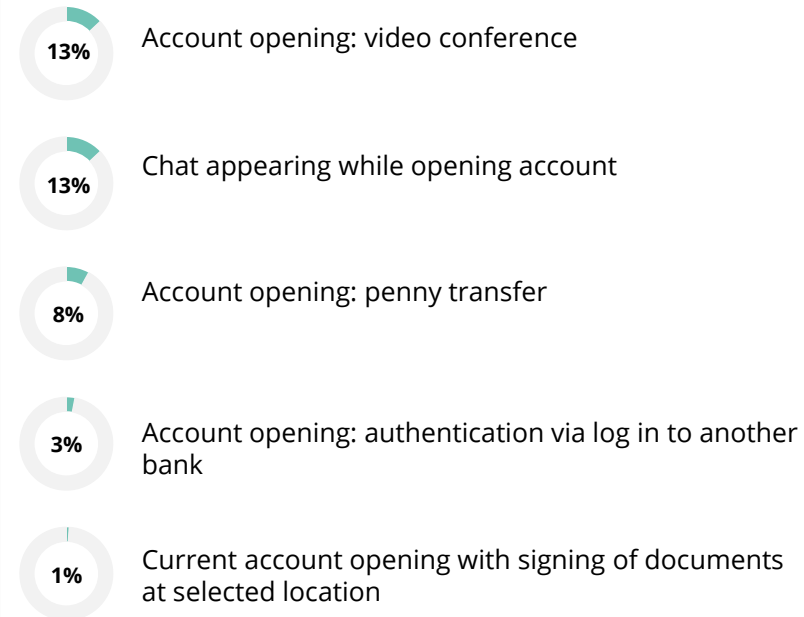 13%
Account opening: video conference
13%
Chat appearing while opening account
8%
Account opening: penny transfer
3%
Account opening: authentication via log in to another
bank
1%
Current account opening with signing of documents
at selected location